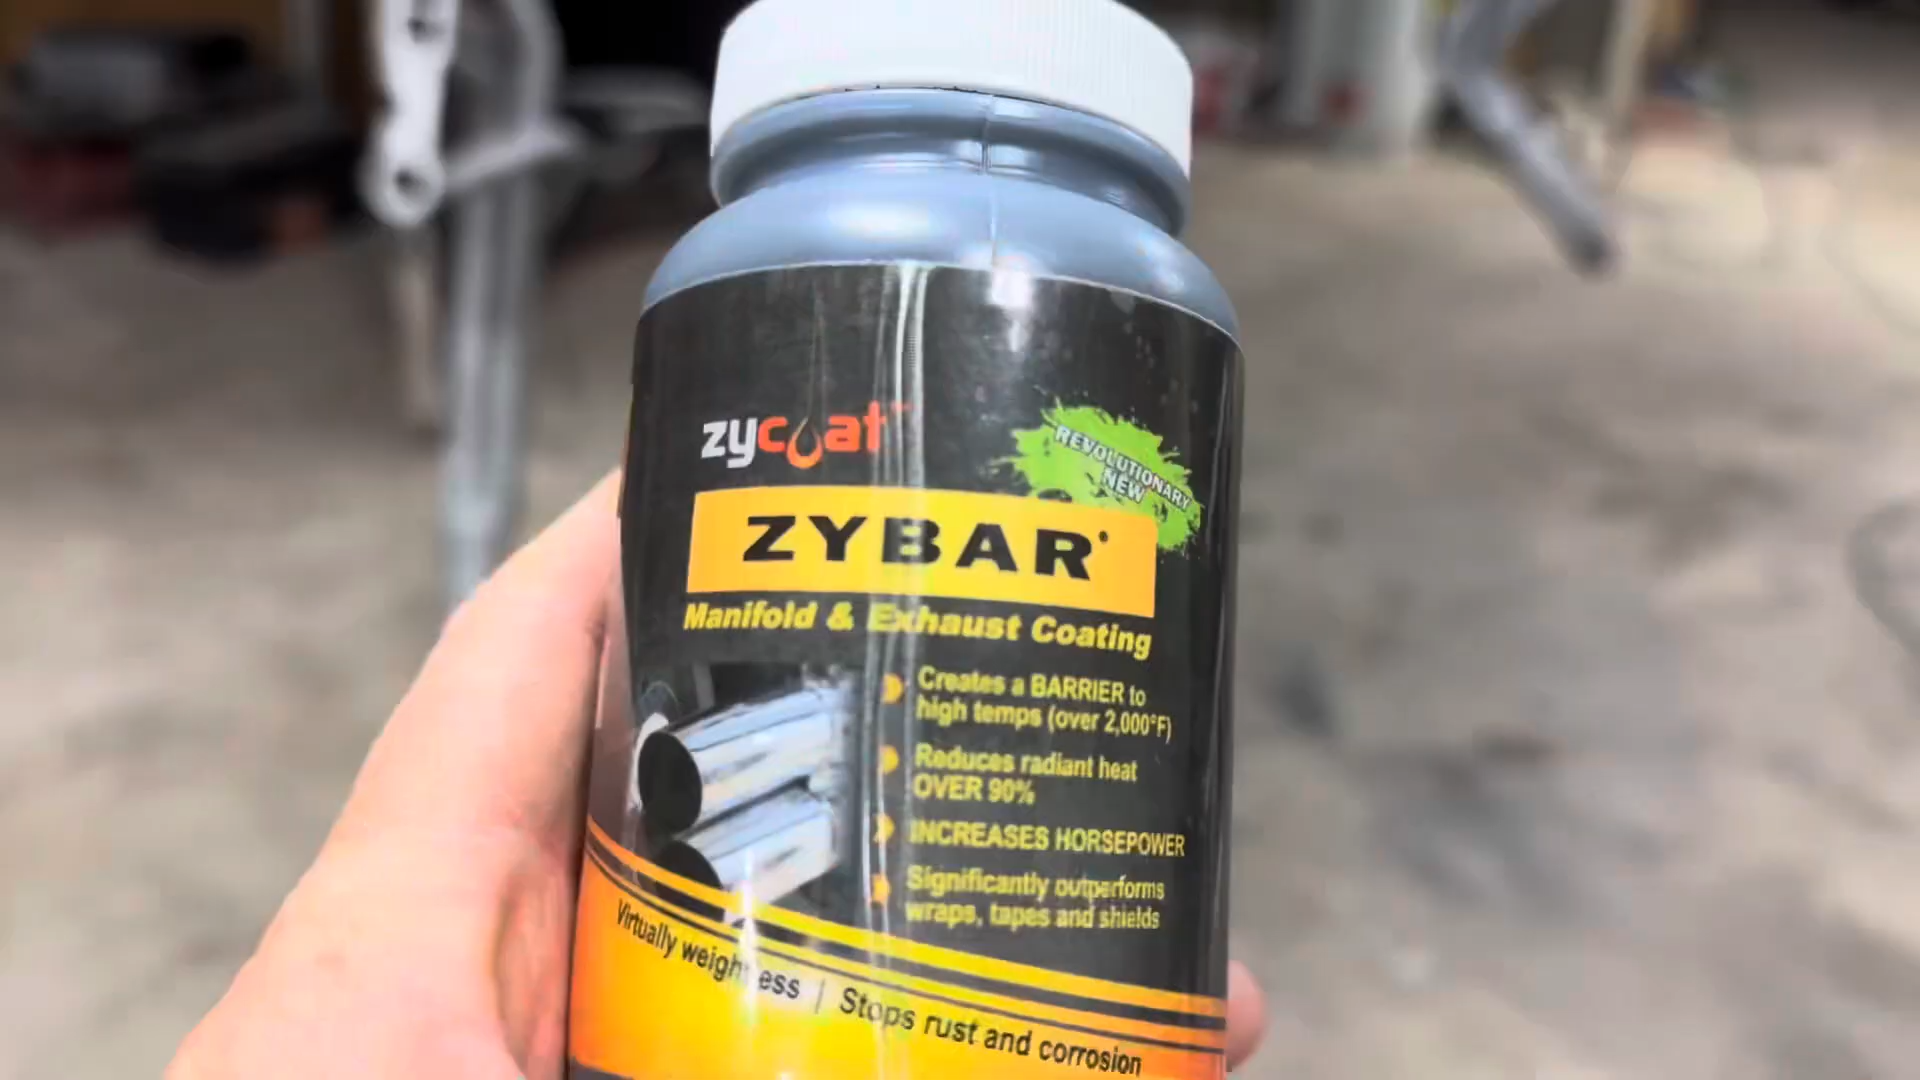 zycoat™
REVOLUTIONARY
NEW
ZYBAR
Manifold & Exhaust Coating
Creates a BARRIER to
high temps (over 2,000°F)
Reduces radiant heat
OVER 90%
INCREASES HORSEPOWER
Significantly outperforms
wraps, tapes and shields
Virtually weightless | Stops rust and corrosion